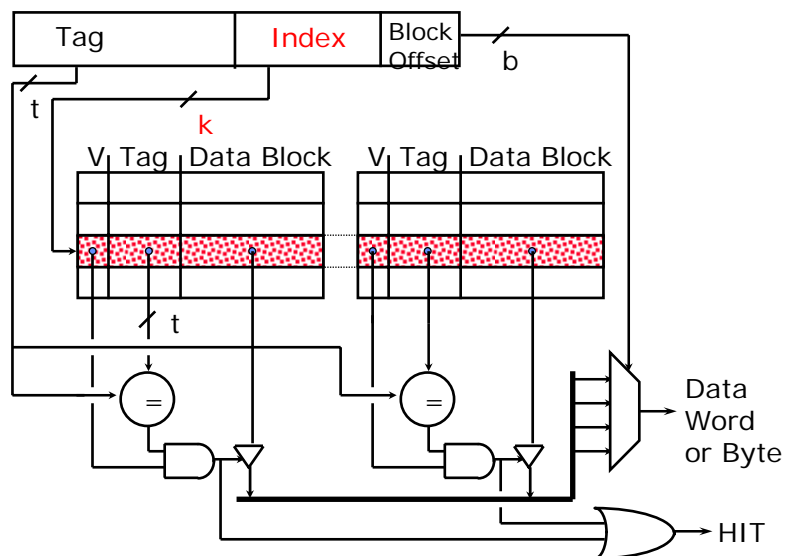 Tag
Index
Block
Offset
b
t
k
V Tag Data Block
V Tag Data Block
t
=
=
Data
Word
or Byte
HIT